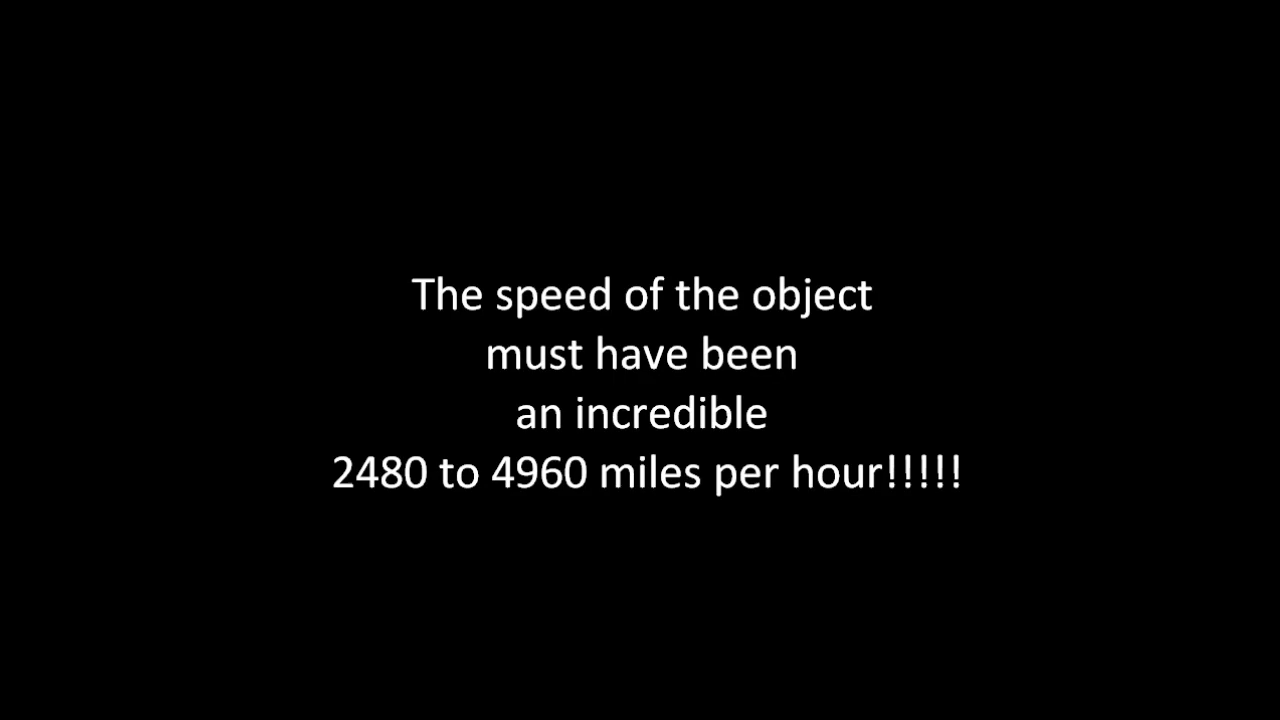 The speed of the object
must have been
an incredible
2480 to 4960 miles per hour!!!!!